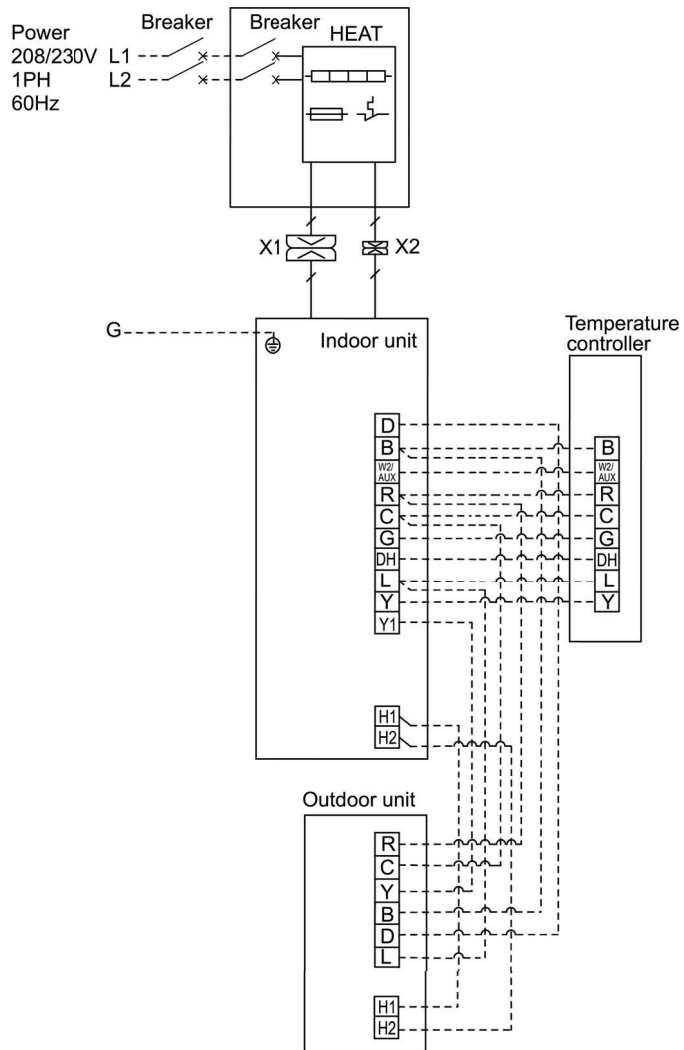 Power
208/230V
1PH
60Hz
L1
L2
Breaker
Breaker
HEAT
X1
X2
G
Indoor unit
Temperature
controller
D
B
W2/
AUX
R
C
G
DH
L
Y
Y1
H1
H2
B
W2/
AUX
R
C
G
DH
L
Y
Outdoor unit
R
C
Y
B
D
L
H1
H2